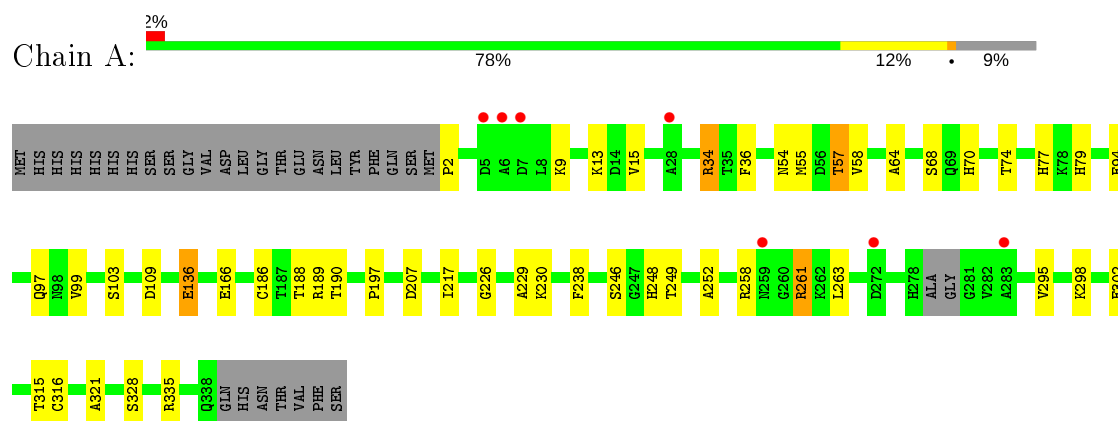 2%
Chain A:
78% 12% • 9%
MET HIS HIS HIS HIS HIS HIS SER SER GLY VAL ASP LEU GLY THR GLU ASN LEU TYR PHE GLN SER MET P2 D5 A6 D7 L8 K9 K13 D14 V15 A28 R34 T35 F36 N54 M55 D56 T57 V58 A64 S68 Q69 H70 T74 H77 K78 H79
Q97 N98 V99 S103 D109 E136 E166 C186 T187 T188 R189 T190 P197 D207 I217 G226 A229 K230 F238 S246 G247 H248 T249 A252 R258 N259 G260 R261 K262 L263 D272 H278 ALA GLY G281 V282 A283 V295 K298
T315 C316 A321 S328 R335 Q338 GLN HIS ASN THR VAL PHE SER